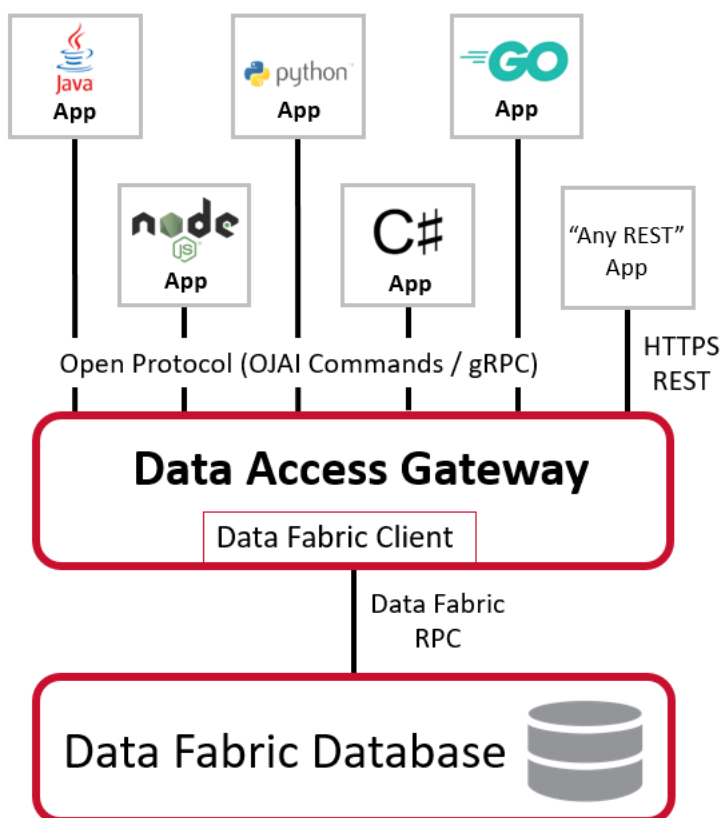 Java
App
python
App
GO
App
node
JS
App
C#
App
“Any REST”
App
HTTPS
REST
Open Protocol (OJAI Commands / gRPC)
Data Access Gateway
Data Fabric Client
Data Fabric
RPC
Data Fabric Database